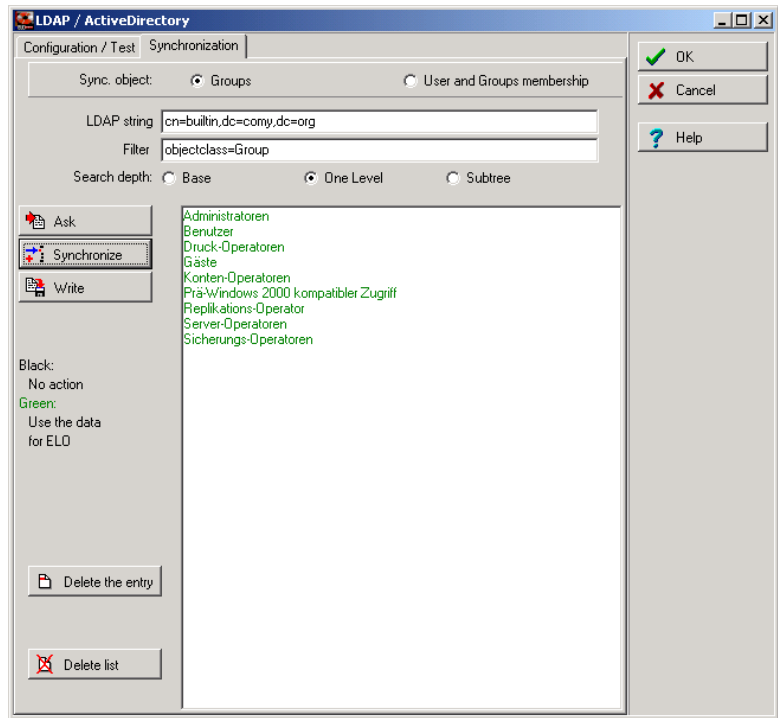 LDAP / ActiveDirectory
Configuration / Test Synchronization
OK
Cancel
Help
Sync. object: Groups User and Groups membership
LDAP string cn=builtin,dc=comy,dc=org
Filter objectclass=Group
Search depth: Base One Level Subtree
Ask
Synchronize
Write
Administratoren
Benutzer
Druck-Operatoren
Gäste
Konten-Operatoren
Prä-Windows 2000 kompatibler Zugriff
Replikations-Operator
Server-Operatoren
Sicherungs-Operatoren
Black:
No action
Green:
Use the data
for ELO
Delete the entry
Delete list